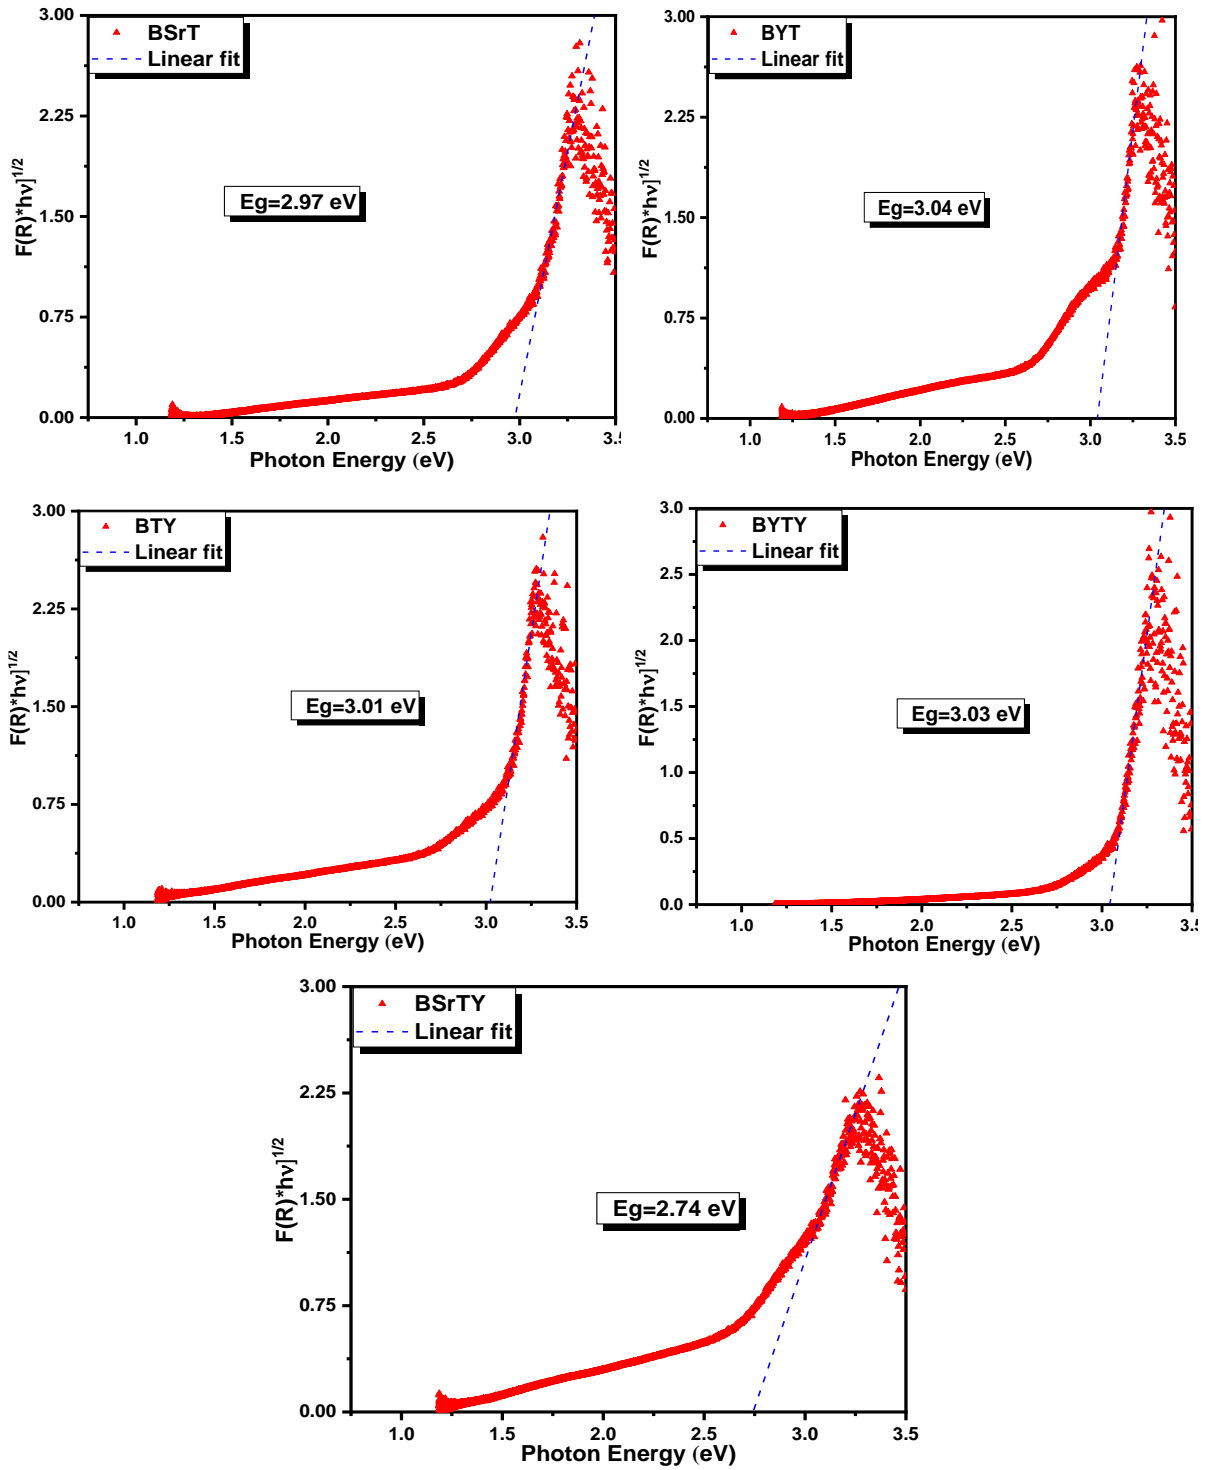 BSrT
Linear fit
Eg=2.97 eV
F(R)*hν]1/2
3.00
2.25
1.50
0.75
0.00
1.0 1.5 2.0 2.5 3.0 3.5
Photon Energy (eV)
BYT
Linear fit
Eg=3.04 eV
F(R)*hν]1/2
3.00
2.25
1.50
0.75
0.00
1.0 1.5 2.0 2.5 3.0 3.5
Photon Energy (eV)
BTY
Linear fit
Eg=3.01 eV
F(R)*hν]1/2
3.00
2.25
1.50
0.75
0.00
1.0 1.5 2.0 2.5 3.0 3.5
Photon Energy (eV)
BYTY
Linear fit
Eg=3.03 eV
F(R)*hν]1/2
3.0
2.5
2.0
1.5
1.0
0.5
0.0
1.0 1.5 2.0 2.5 3.0 3.5
Photon Energy (eV)
BSrTY
Linear fit
Eg=2.74 eV
F(R)*hν]1/2
3.00
2.25
1.50
0.75
0.00
1.0 1.5 2.0 2.5 3.0 3.5
Photon Energy (eV)